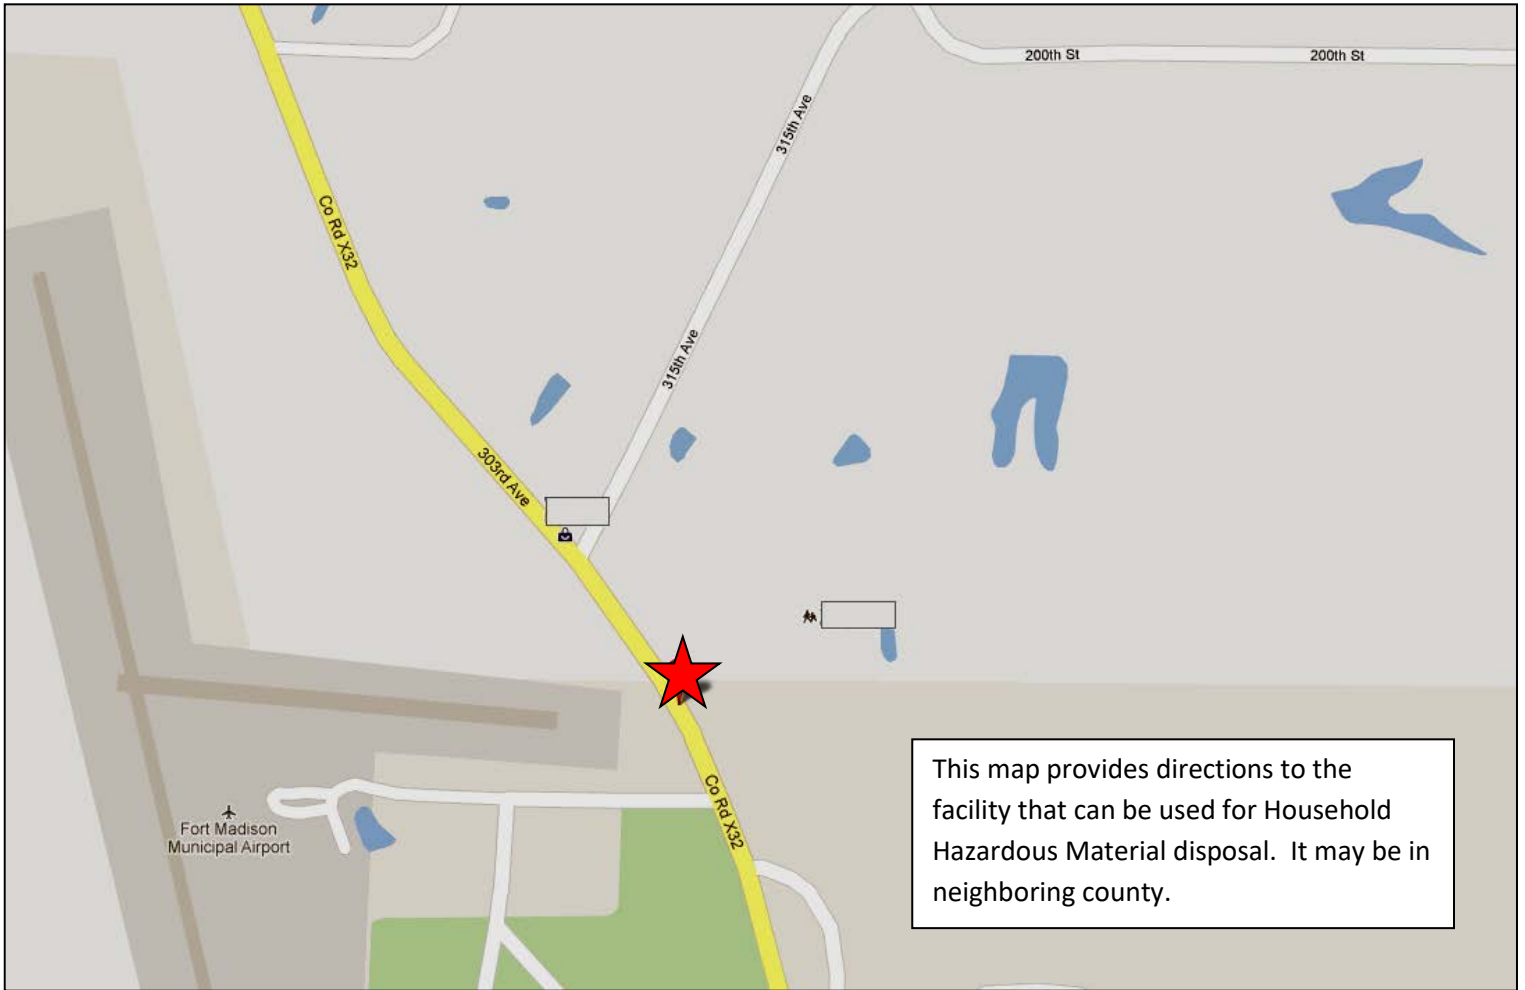 200th St
200th St
315th Ave
Co Rd X32
315th Ave
303rd Ave
This map provides directions to the
facility that can be used for Household
Hazardous Material disposal.  It may be in
neighboring county.
Co Rd X32
Fort Madison
Municipal Airport